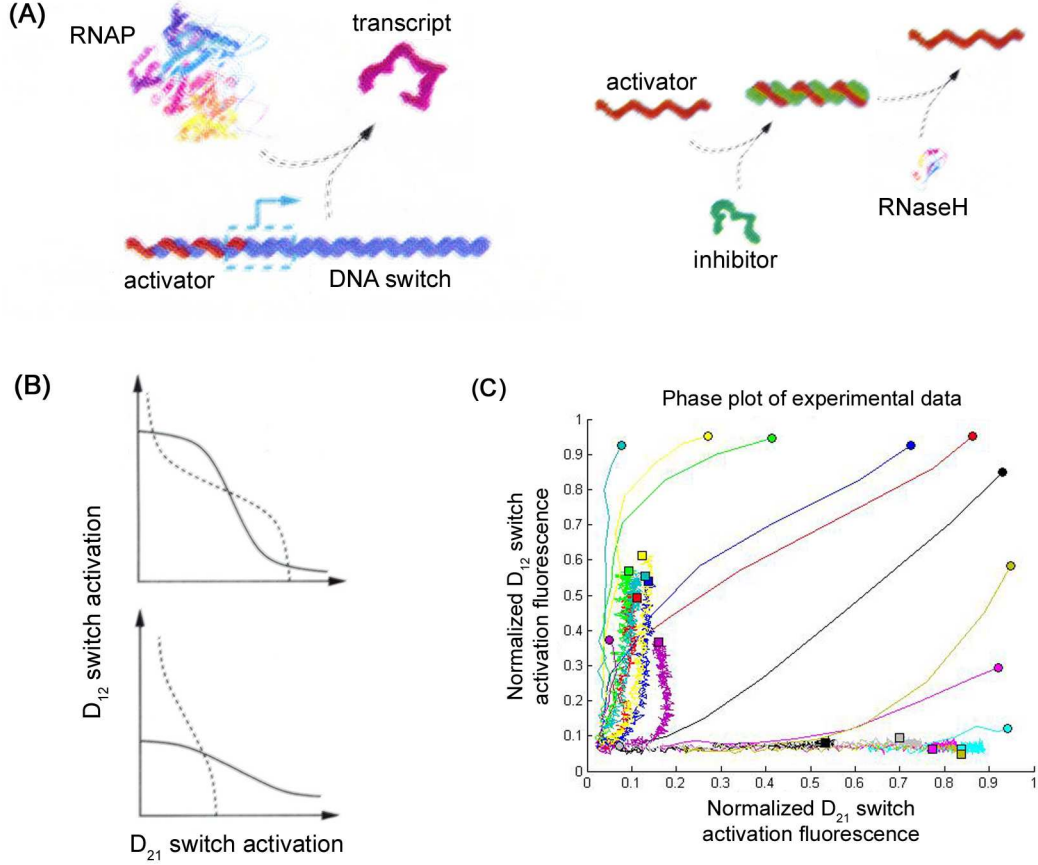 (A)
RNAP
transcript
activator
DNA switch
activator
inhibitor
RNaseH
(B)
D12 switch activation
D21 switch activation
(C)
Phase plot of experimental data
Normalized D12 switch
activation fluorescence
1
0.9
0.8
0.7
0.6
0.5
0.4
0.3
0.2
0.1
0
0
0.1
0.2
0.3
0.4
0.5
0.6
0.7
0.8
0.9
1
Normalized D21 switch
activation fluorescence